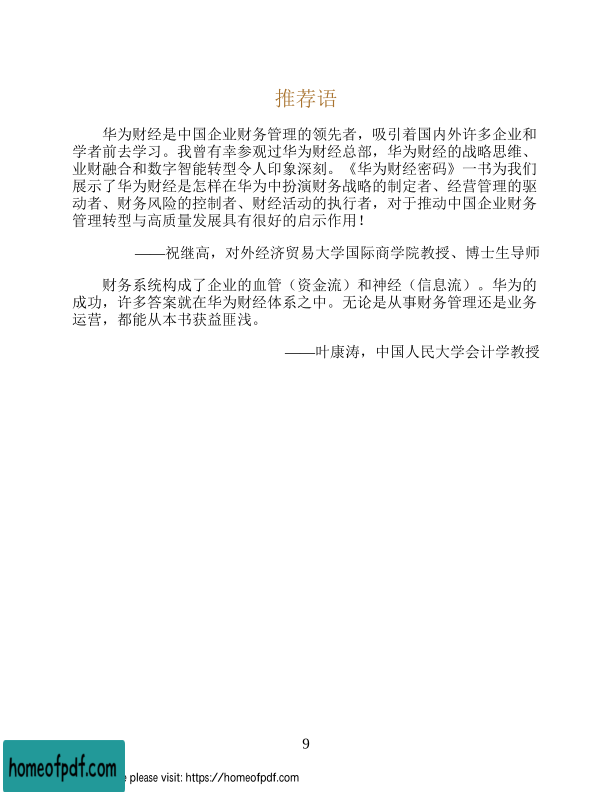 推荐语
华为财经是中国企业财务管理的领先者，吸引着国内外许多企业和
学者前去学习。我曾有幸参观过华为财经总部，华为财经的战略思维、
业财融合和数字智能转型令人印象深刻。《华为财经密码》一书为我们
展示了华为财经是怎样在华为中扮演财务战略的制定者、经营管理的驱
动者、财务风险的控制者、财经活动的执行者，对于推动中国企业财务
管理转型与高质量发展具有很好的启示作用！
——祝继高，对外经济贸易大学国际商学院教授、博士生导师
财务系统构成了企业的血管（资金流）和神经（信息流）。华为的
成功，许多答案就在华为财经体系之中。无论是从事财务管理还是业务
运营，都能从本书获益匪浅。
——叶康涛，中国人民大学会计学教授
9
homeofpdf.com
please visit: https://homeofpdf.com